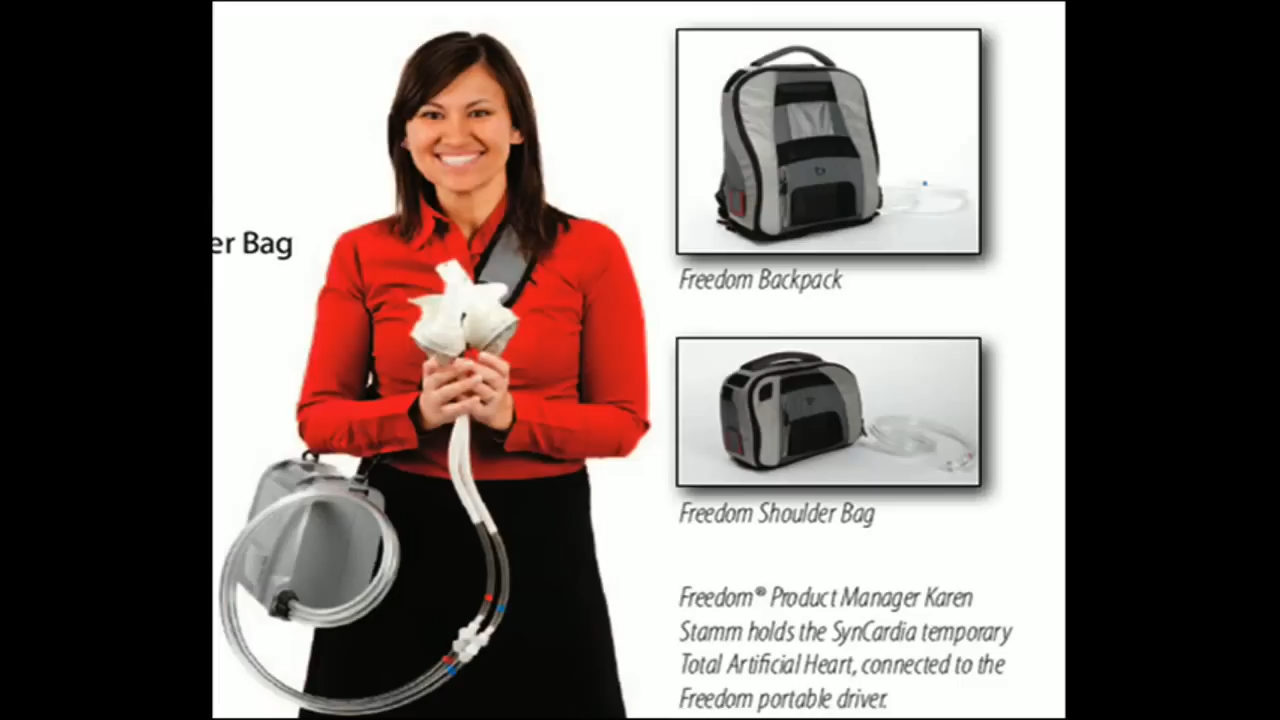 er Bag
Freedom Backpack
Freedom Shoulder Bag
Freedom® Product Manager Karen
Stamm holds the SynCardia temporary
Total Artificial Heart, connected to the
Freedom portable driver.